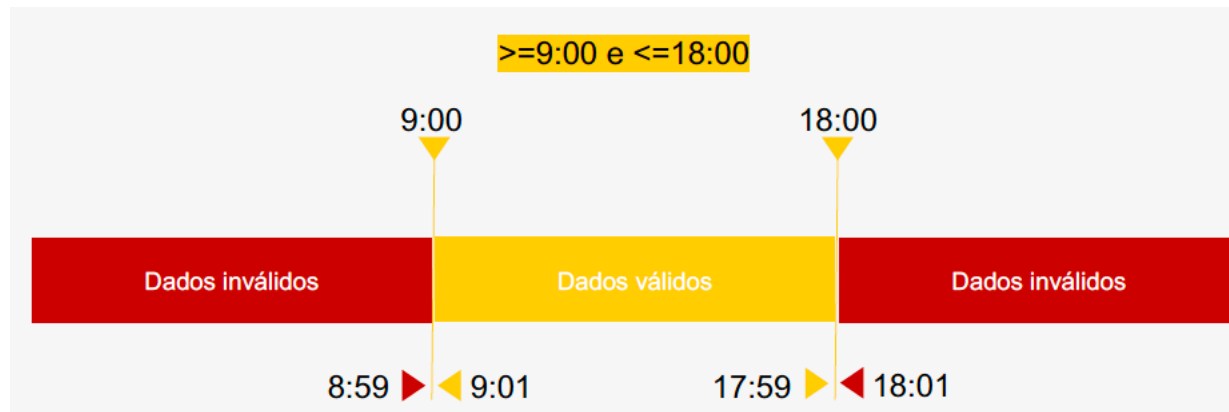 >=9:00 e <=18:00
9:00 18:00
Dados inválidos Dados válidos Dados inválidos
8:59 9:01 17:59 18:01